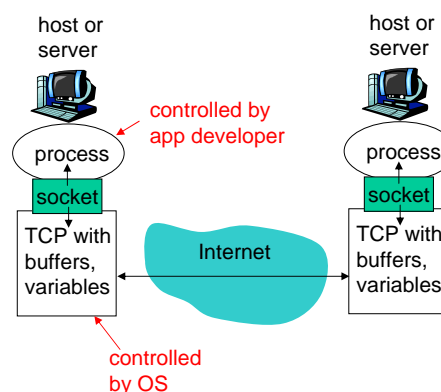 host or
server
controlled by
app developer
process
socket
TCP with
buffers,
variables
controlled
by OS
Internet
host or
server
process
socket
TCP with
buffers,
variables